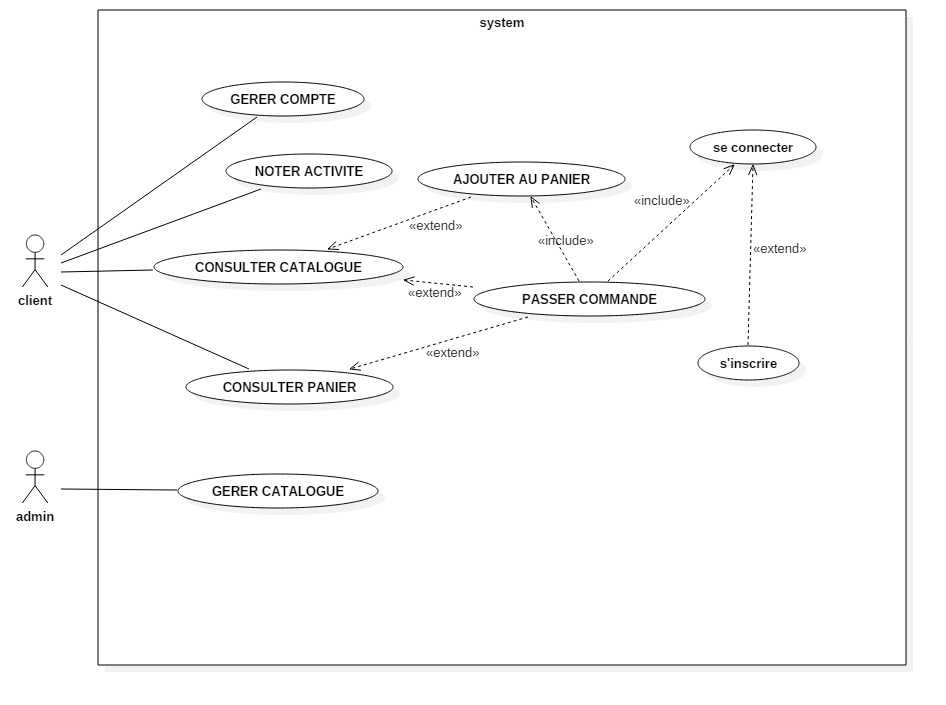 system
GERER COMPTE
se connecter
NOTER ACTIVITE
AJOUTER AU PANIER
«include»
«extend»
«include»
«extend»
client
CONSULTER CATALOGUE
«extend»
PASSER COMMANDE
«extend»
s'inscrire
CONSULTER PANIER
admin
GERER CATALOGUE